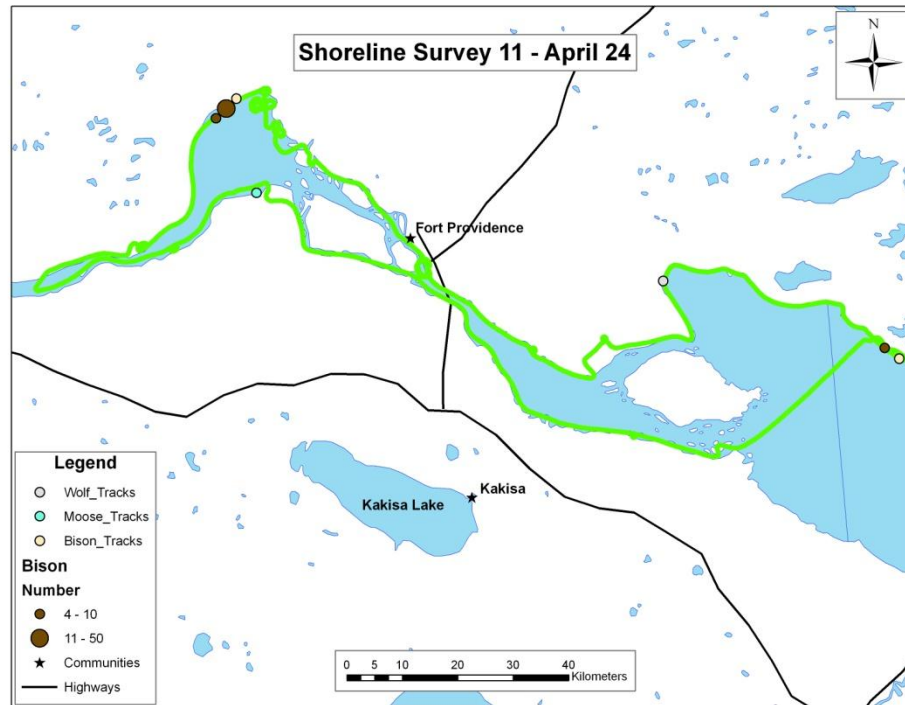 Shoreline Survey 11 - April 24
N
Fort Providence
Kakisa
Kakisa Lake
Legend
Wolf_Tracks
Moose_Tracks
Bison_Tracks
Bison
Number
4 - 10
11 - 50
Communities
Highways
0 5 10 20 30 40
Kilometers